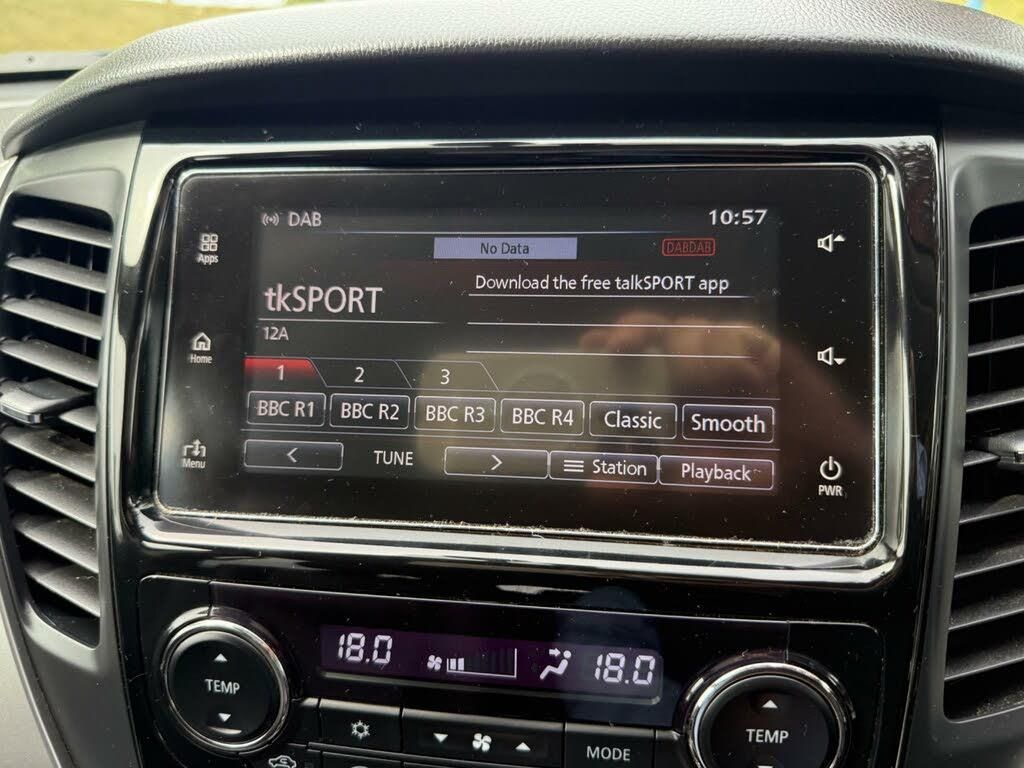 DAB 10:57
No Data DABDAB
Apps
Download the free talkSPORT app
tkSPORT
12A
Home
1 2 3
BBC R1 BBC R2 BBC R3 BBC R4 Classic Smooth
Menu
< TUNE > Station Playback
PWR
18.0 18.0
TEMP
TEMP
MODE